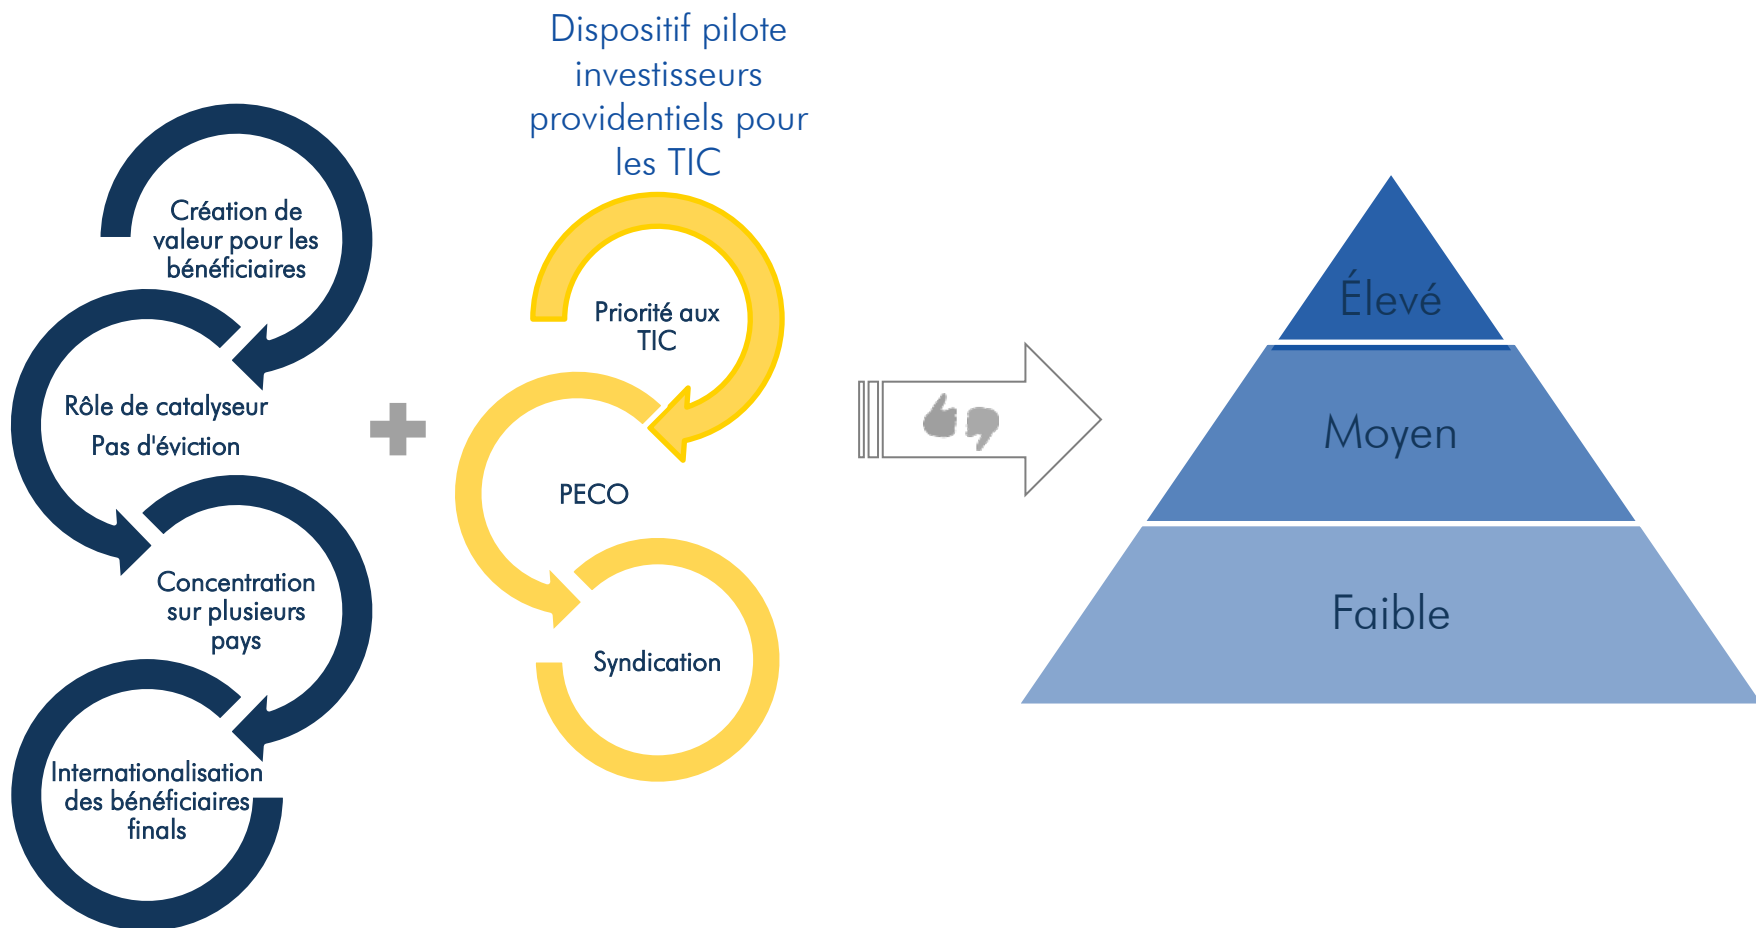 Dispositif pilote
investisseurs
providentiels pour
les TIC
Création de
valeur pour les
bénéficiaires
Rôle de catalyseur
Pas d'éviction
Concentration
sur plusieurs
pays
Internationalisation
des bénéficiaires
finals
Priorité aux
TIC
PECO
Syndication
Élevé
Moyen
Faible